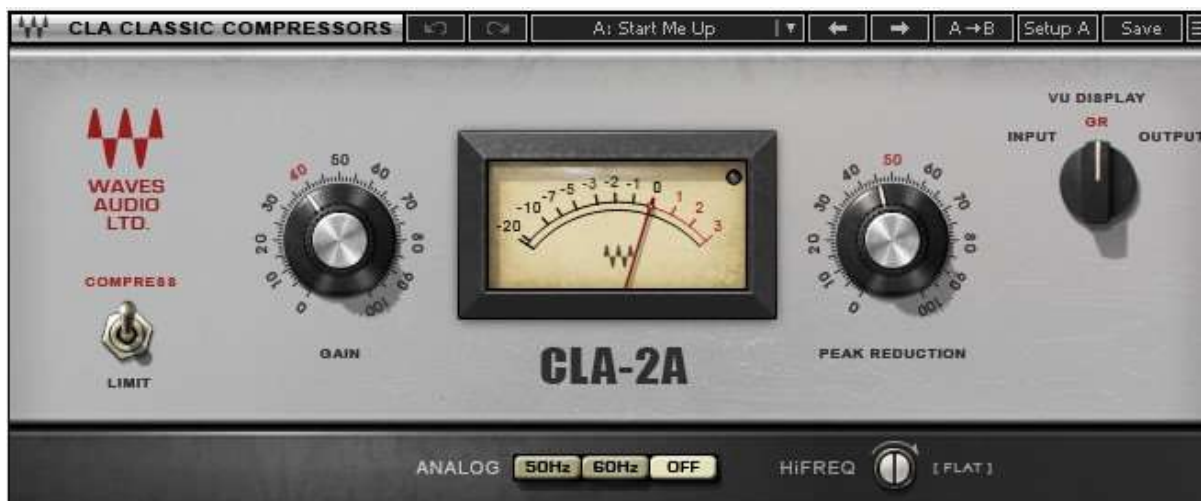 CLA CLASSIC COMPRESSORS A: Start Me Up A→B Setup A Save
VU DISPLAY
GR
INPUT OUTPUT
WAVES
AUDIO
LTD.
COMPRESS
LIMIT
0 10 20 30 40 50 60 70 80 90 100
GAIN
-20 -10 -7 -5 -3 -2 -1 0 1 2 3
CLA-2A
0 10 20 30 40 50 60 70 80 90 100
PEAK REDUCTION
ANALOG 50Hz 60Hz OFF HiFREQ [ FLAT ]